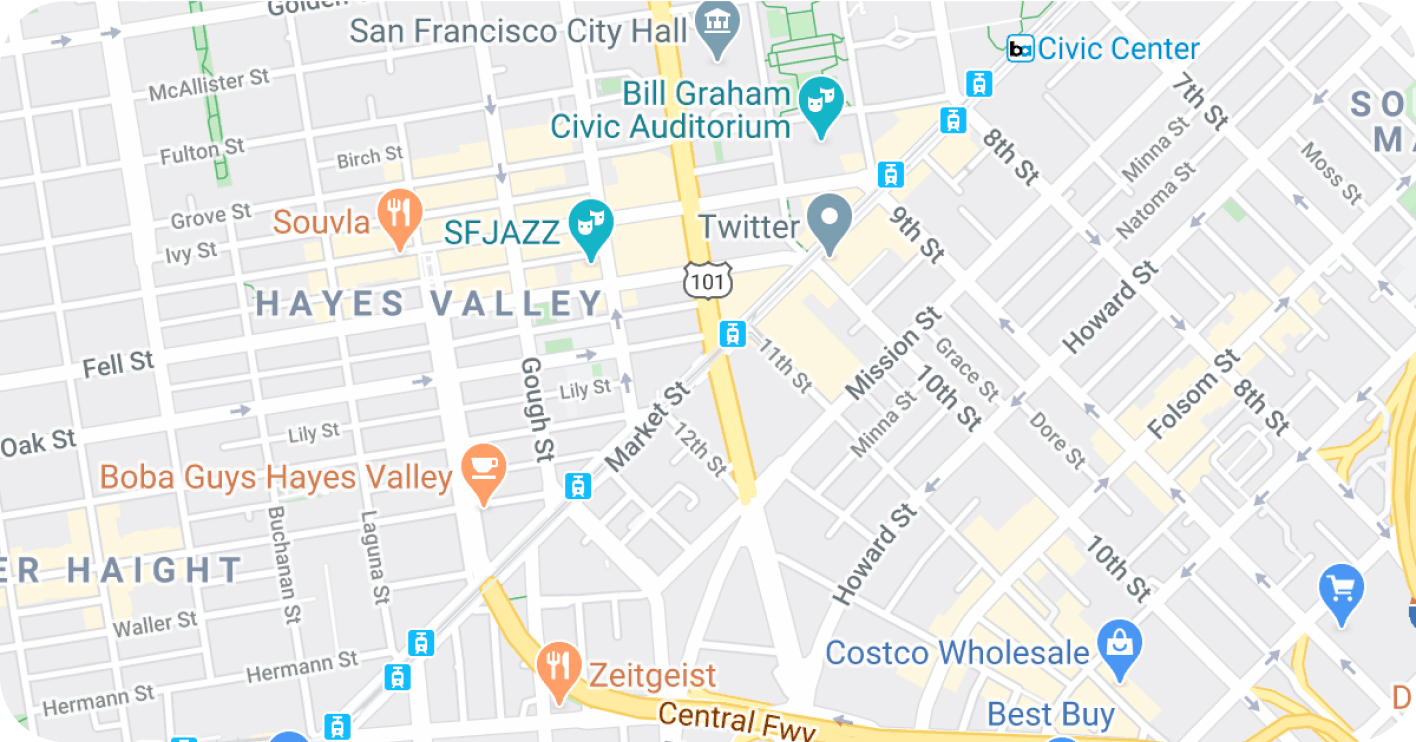 Golden
San Francisco City Hall
ba Civic Center
McAllister St
Bill Graham
Civic Auditorium
7th St
SO
MA
Fulton St
Birch St
8th St
Minna St
Moss St
Natoma St
Grove St
Souvla
SFJAZZ
Twitter
9th St
Ivy St
101
HAYES VALLEY
Howard St
Fell St
11th St
Mission St
Grace St
Gough St
Lily St
Market St
10th St
Folsom St
8th St
Minna St
Dore St
Oak St
Lily St
12th St
Boba Guys Hayes Valley
Buchanan St
Laguna St
Howard St
10th St
ER HAIGHT
Waller St
Hermann St
Costco Wholesale
Zeitgeist
Hermann St
Central Fwy
Best Buy
D